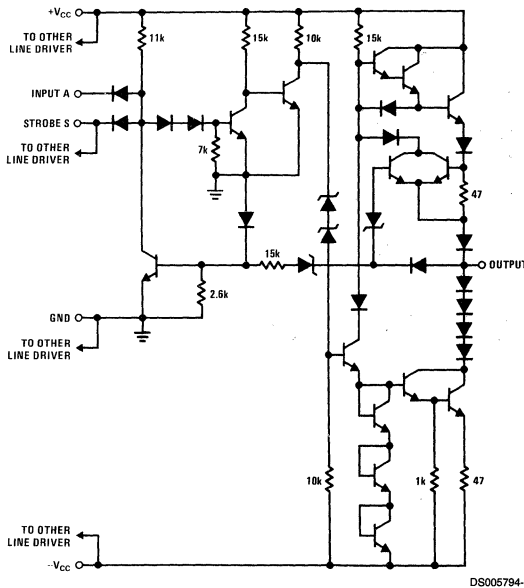 +VCC
TO OTHER
LINE DRIVER
11k
15k
10k
15k
INPUT A
STROBE S
TO OTHER
LINE DRIVER
7k
47
15k
OUTPUT
2.6k
GND
TO OTHER
LINE DRIVER
10k
1k
47
TO OTHER
LINE DRIVER
–VCC
DS005794-